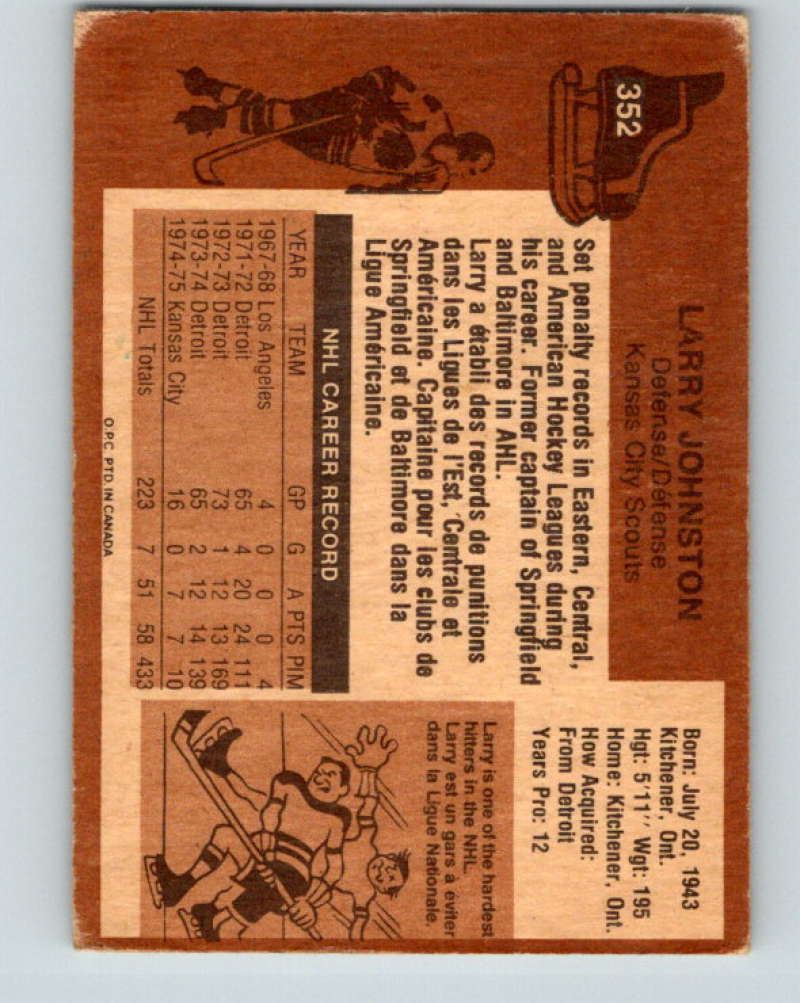 352
LARRY JOHNSTON
Defense/Défense
Kansas City Scouts
Born: July 20, 1943
Kitchener, Ont.
Hgt: 5'11" Wgt: 195
Home: Kitchener, Ont.
How Acquired:
From Detroit
Years Pro: 12
Set penalty records in Eastern, Central,
and American Hockey Leagues during
his career. Former captain of Springfield
and Baltimore in AHL.
Larry a établi des records de punitions
dans les Ligues de l'Est, Centrale et
Américaine. Capitaine pour les clubs de
Springfield et de Baltimore dans la
Ligue Américaine.
NHL CAREER RECORD
YEAR TEAM GP G A PTS PIM
1967-68 Los Angeles 4 0 0 0 4
1971-72 Detroit 65 4 20 24 111
1972-73 Detroit 73 1 12 13 169
1973-74 Detroit 65 2 12 14 139
1974-75 Kansas City 16 0 7 7 10
NHL Totals 223 7 51 58 433
Larry is one of the hardest
hitters in the NHL.
Larry est un gars à éviter
dans la Ligue Nationale.
O.P.C. PTD. IN CANADA